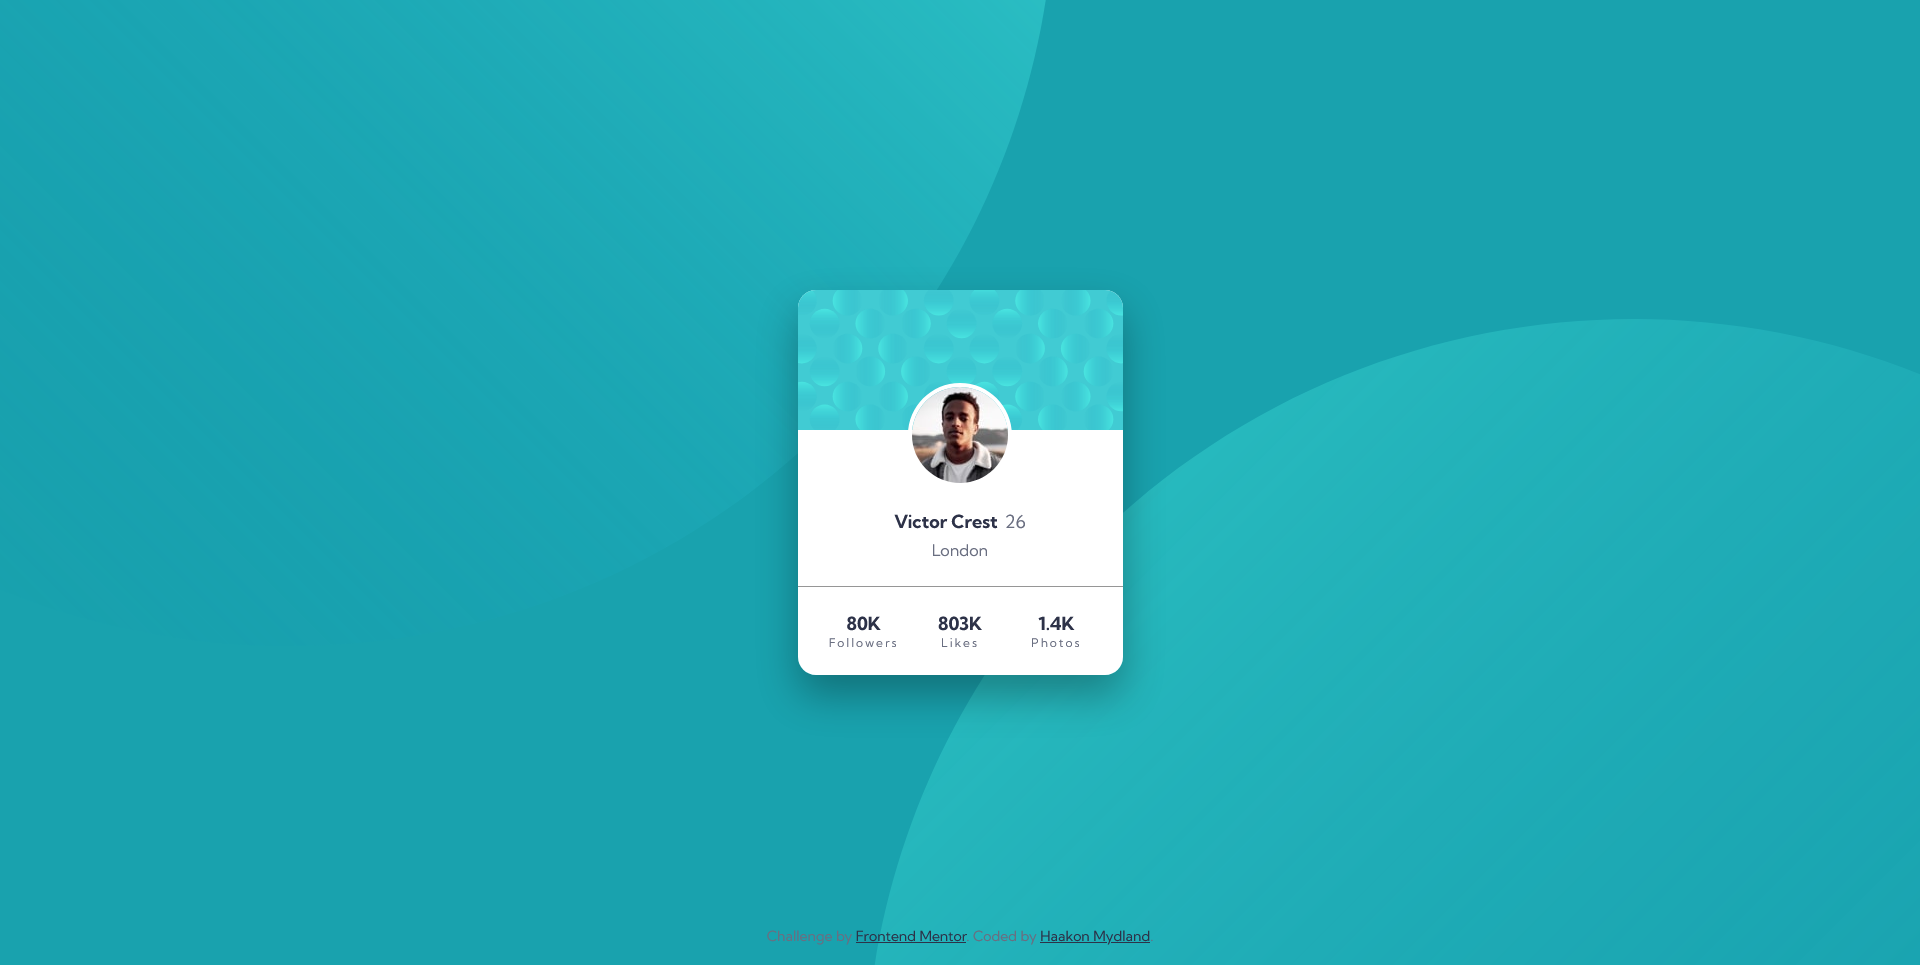 Victor Crest 26
London
80K 803K 1.4K
Followers Likes Photos
Challenge by Frontend Mentor. Coded by Haakon Mydland.